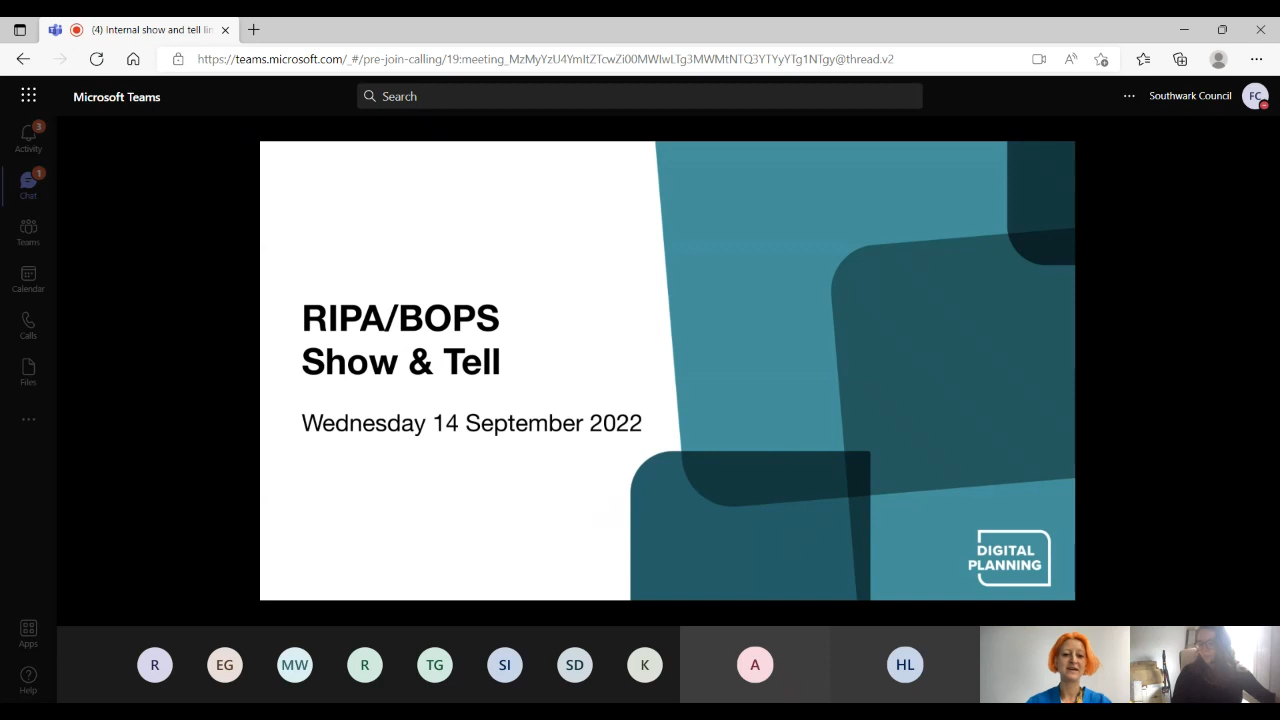 (4) Internal show and tell lin
https://teams.microsoft.com/_#/pre-join-calling/19:meeting_MzMyYzU4YmItZTcwZi00MWIwLTg3MWMtNTQ3YTYyYTg1NTgy@thread.v2
Microsoft Teams
Search
Southwark Council
FC
3
Activity
1
Chat
Teams
Calendar
Calls
Files
Apps
Help
RIPA/BOPS
Show & Tell
Wednesday 14 September 2022
DIGITAL
PLANNING
R
EG
MW
R
TG
SI
SD
K
A
HL